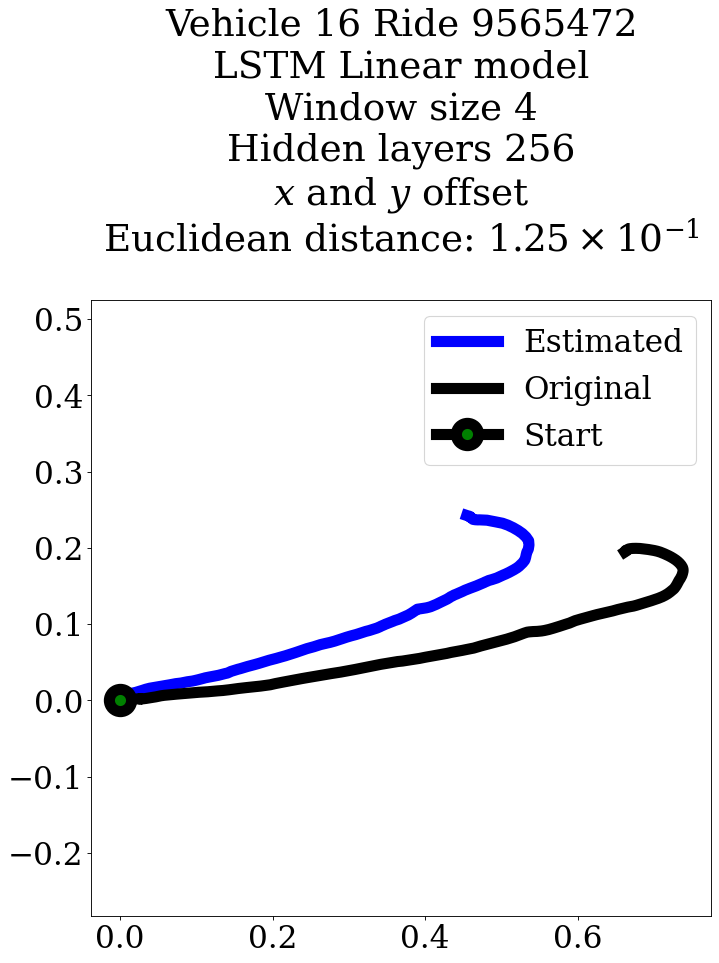 Vehicle 16 Ride 9565472
LSTM Linear model
Window size 4
Hidden layers 256
x and y offset
Euclidean distance: 1.25 × 10⁻¹
Estimated
Original
Start
0.5
0.4
0.3
0.2
0.1
0.0
−0.1
−0.2
0.0 0.2 0.4 0.6